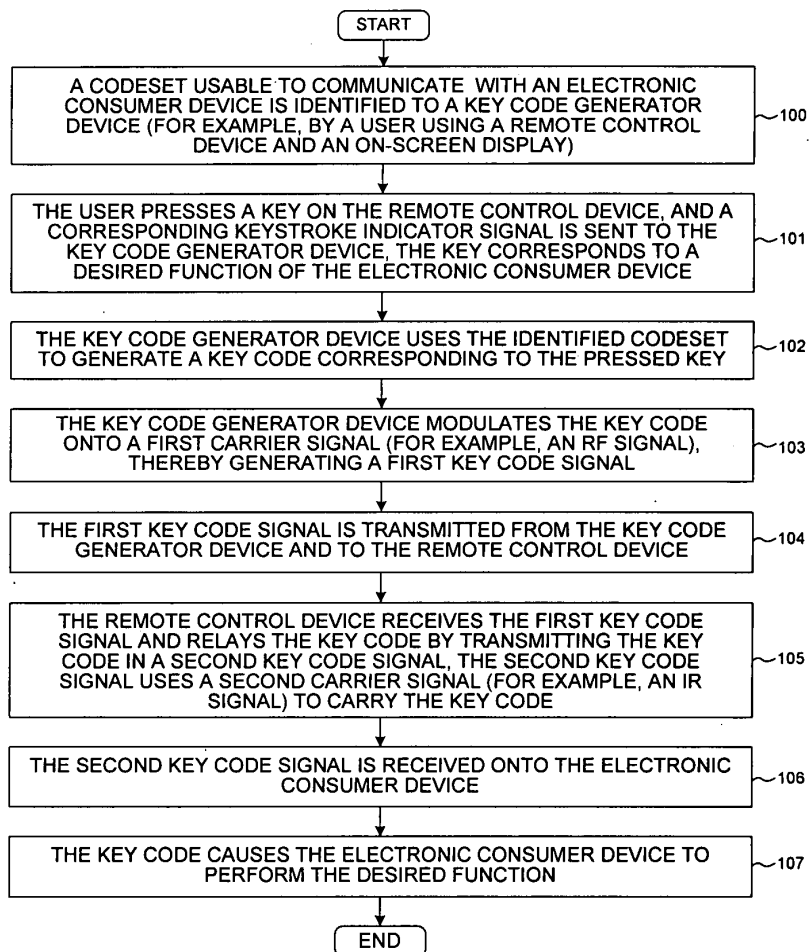 START
A CODESET USABLE TO COMMUNICATE WITH AN ELECTRONIC
CONSUMER DEVICE IS IDENTIFIED TO A KEY CODE GENERATOR
DEVICE (FOR EXAMPLE, BY A USER USING A REMOTE CONTROL
DEVICE AND AN ON-SCREEN DISPLAY)
100
THE USER PRESSES A KEY ON THE REMOTE CONTROL DEVICE, AND A
CORRESPONDING KEYSTROKE INDICATOR SIGNAL IS SENT TO THE
KEY CODE GENERATOR DEVICE, THE KEY CORRESPONDS TO A
DESIRED FUNCTION OF THE ELECTRONIC CONSUMER DEVICE
101
THE KEY CODE GENERATOR DEVICE USES THE IDENTIFIED CODESET
TO GENERATE A KEY CODE CORRESPONDING TO THE PRESSED KEY
102
THE KEY CODE GENERATOR DEVICE MODULATES THE KEY CODE
ONTO A FIRST CARRIER SIGNAL (FOR EXAMPLE, AN RF SIGNAL),
THEREBY GENERATING A FIRST KEY CODE SIGNAL
103
THE FIRST KEY CODE SIGNAL IS TRANSMITTED FROM THE KEY CODE
GENERATOR DEVICE AND TO THE REMOTE CONTROL DEVICE
104
THE REMOTE CONTROL DEVICE RECEIVES THE FIRST KEY CODE
SIGNAL AND RELAYS THE KEY CODE BY TRANSMITTING THE KEY
CODE IN A SECOND KEY CODE SIGNAL, THE SECOND KEY CODE
SIGNAL USES A SECOND CARRIER SIGNAL (FOR EXAMPLE, AN IR
SIGNAL) TO CARRY THE KEY CODE
105
THE SECOND KEY CODE SIGNAL IS RECEIVED ONTO THE ELECTRONIC
CONSUMER DEVICE
106
THE KEY CODE CAUSES THE ELECTRONIC CONSUMER DEVICE TO
PERFORM THE DESIRED FUNCTION
107
END